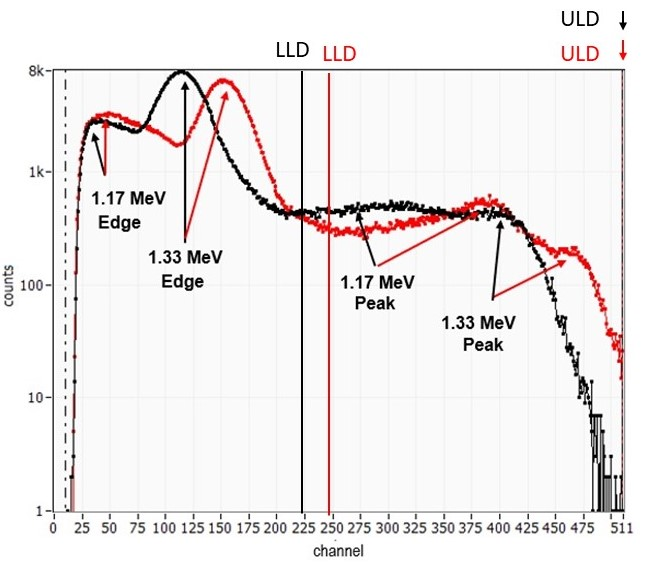 ULD
LLD LLD ULD
8k
1k
100
10
1
counts
1.17 MeV
Edge
1.33 MeV
Edge
1.17 MeV
Peak
1.33 MeV
Peak
0 25 50 75 100 125 150 175 200 225 250 275 300 325 350 375 400 425 450 475 511
channel